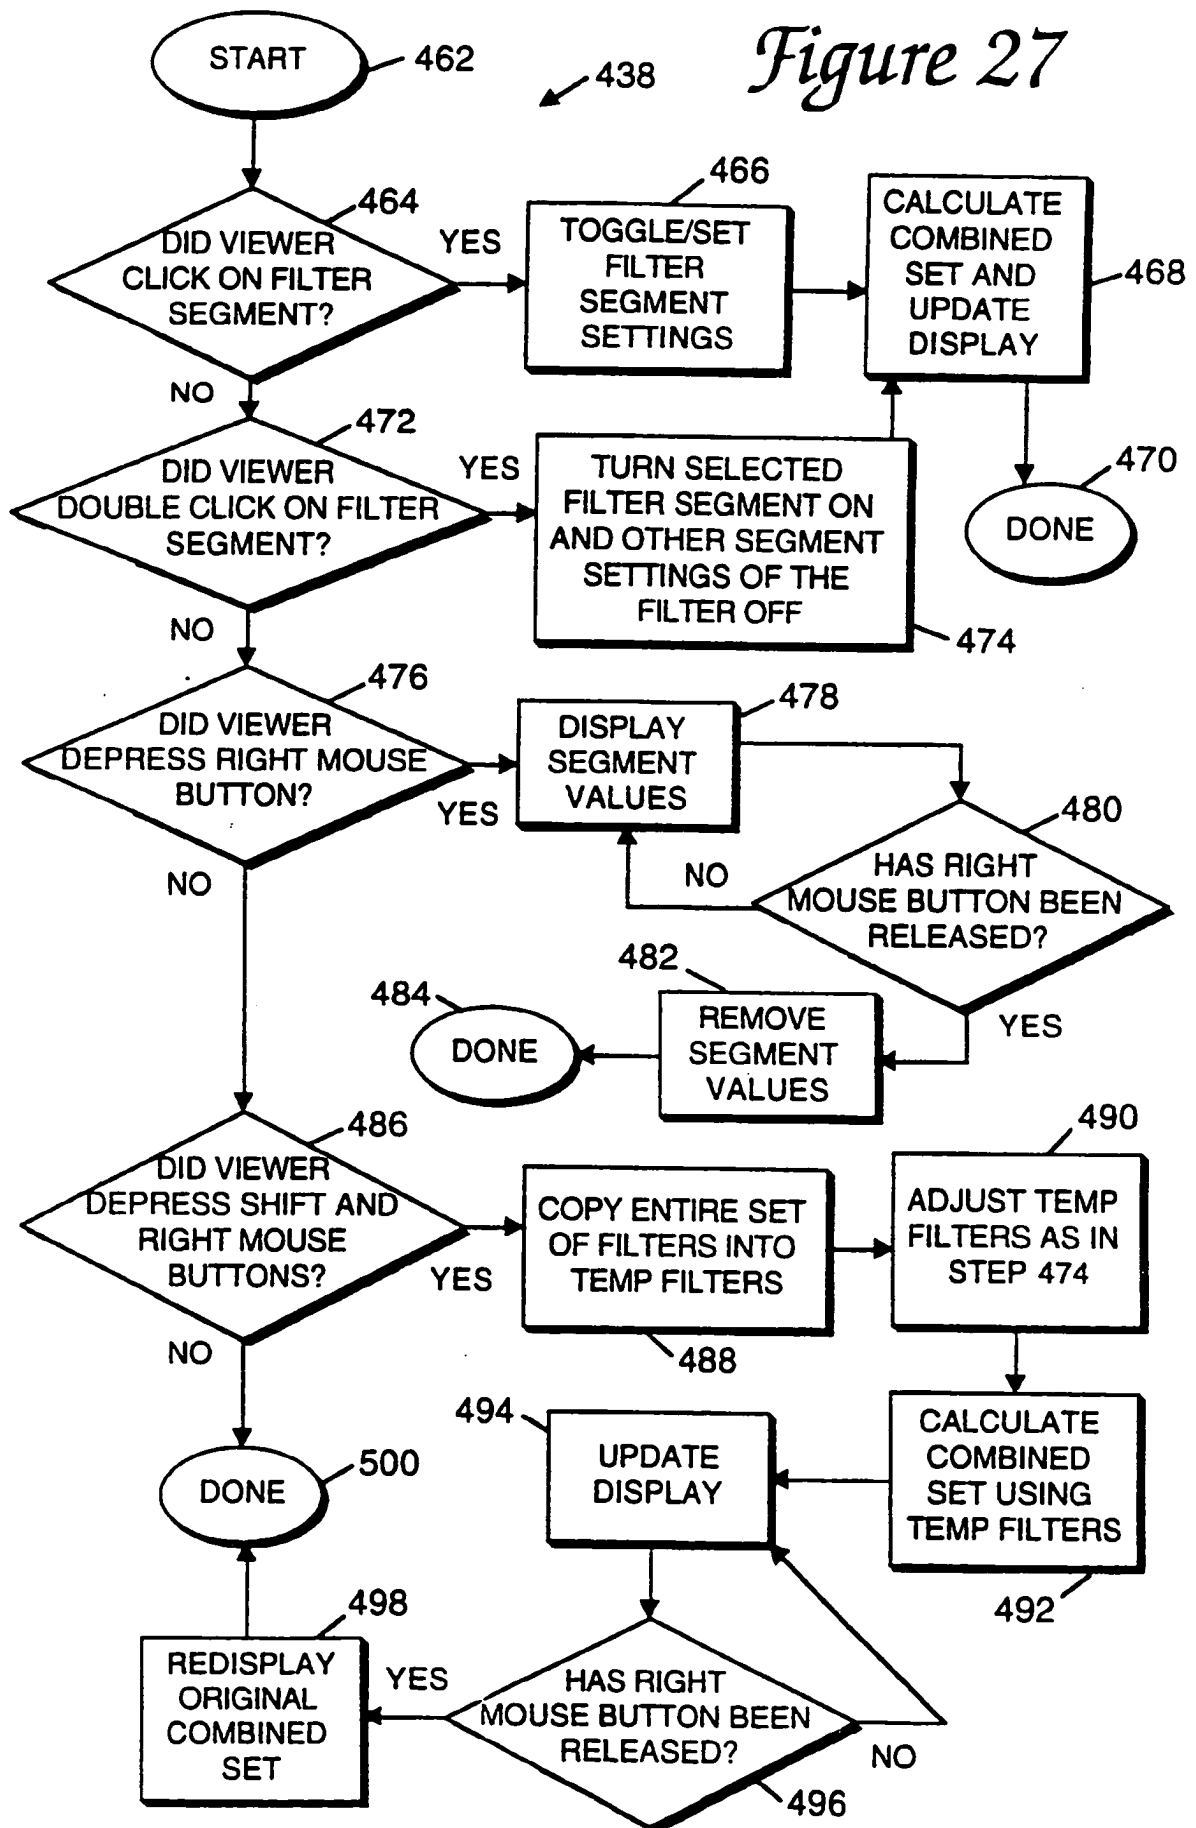 Figure 27
START
462
438
464
DID VIEWER
CLICK ON FILTER
SEGMENT?
YES
NO
466
TOGGLE/SET
FILTER
SEGMENT
SETTINGS
CALCULATE
COMBINED
SET AND
UPDATE
DISPLAY
468
470
DONE
472
DID VIEWER
DOUBLE CLICK ON FILTER
SEGMENT?
YES
NO
TURN SELECTED
FILTER SEGMENT ON
AND OTHER SEGMENT
SETTINGS OF THE
FILTER OFF
474
476
DID VIEWER
DEPRESS RIGHT MOUSE
BUTTON?
YES
NO
478
DISPLAY
SEGMENT
VALUES
480
HAS RIGHT
MOUSE BUTTON BEEN
RELEASED?
NO
YES
482
REMOVE
SEGMENT
VALUES
484
DONE
486
DID VIEWER
DEPRESS SHIFT AND
RIGHT MOUSE
BUTTONS?
YES
NO
COPY ENTIRE SET
OF FILTERS INTO
TEMP FILTERS
488
490
ADJUST TEMP
FILTERS AS IN
STEP 474
CALCULATE
COMBINED
SET USING
TEMP FILTERS
492
494
UPDATE
DISPLAY
HAS RIGHT
MOUSE BUTTON BEEN
RELEASED?
496
NO
YES
498
REDISPLAY
ORIGINAL
COMBINED
SET
500
DONE